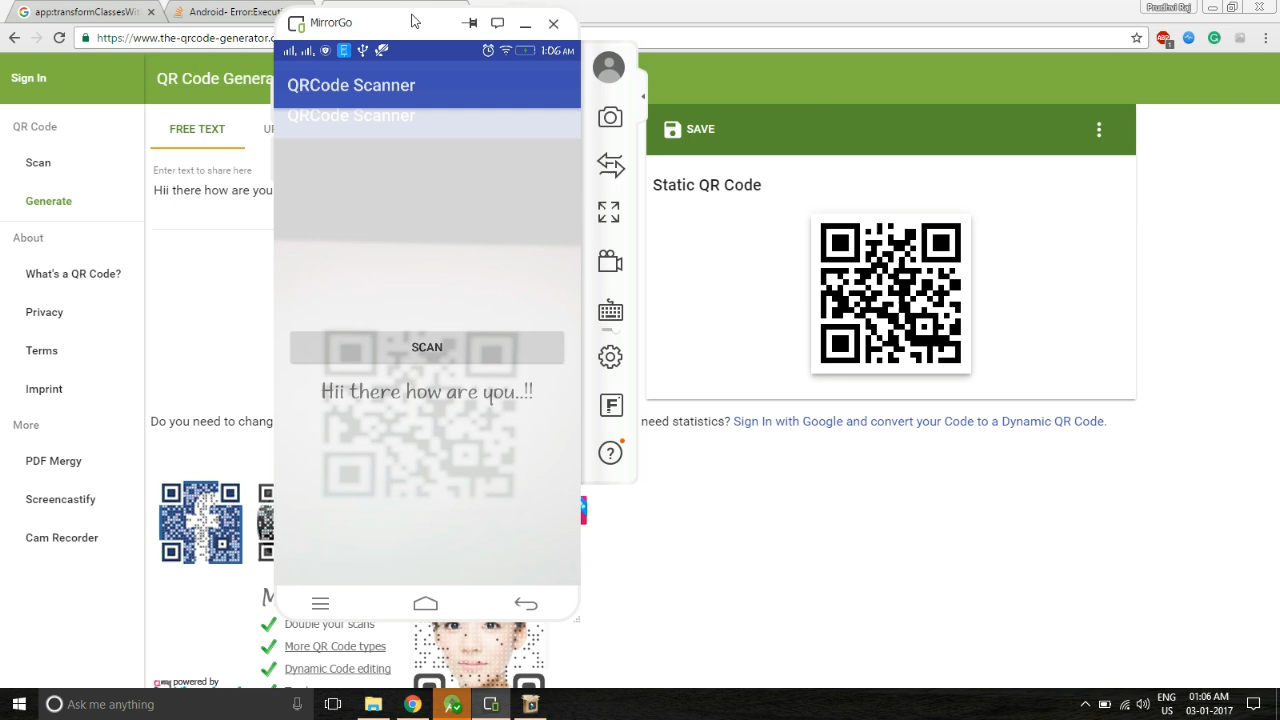 apptransformClassesWith
https://www.the-qrcode-generator.c
MirrorGo
1:06 AM
Sign In
QR Code Genera
QRCode Scanner
QRCode Scanner
QR Code
Scan
Generate
About
What's a QR Code?
Privacy
Terms
Imprint
More
PDF Mergy
Screencastify
Cam Recorder
FREE TEXT
Enter text to share here
Hii there how are you
SCAN
Hii there how are you..!!
SAVE
Static QR Code
Do you need to chang
need statistics? Sign In with Google and convert your Code to a Dynamic QR Code.
Double your scans
More QR Code types
Dynamic Code editing
powered by
Ask me anything
ENG
US
01:06 AM
03-01-2017